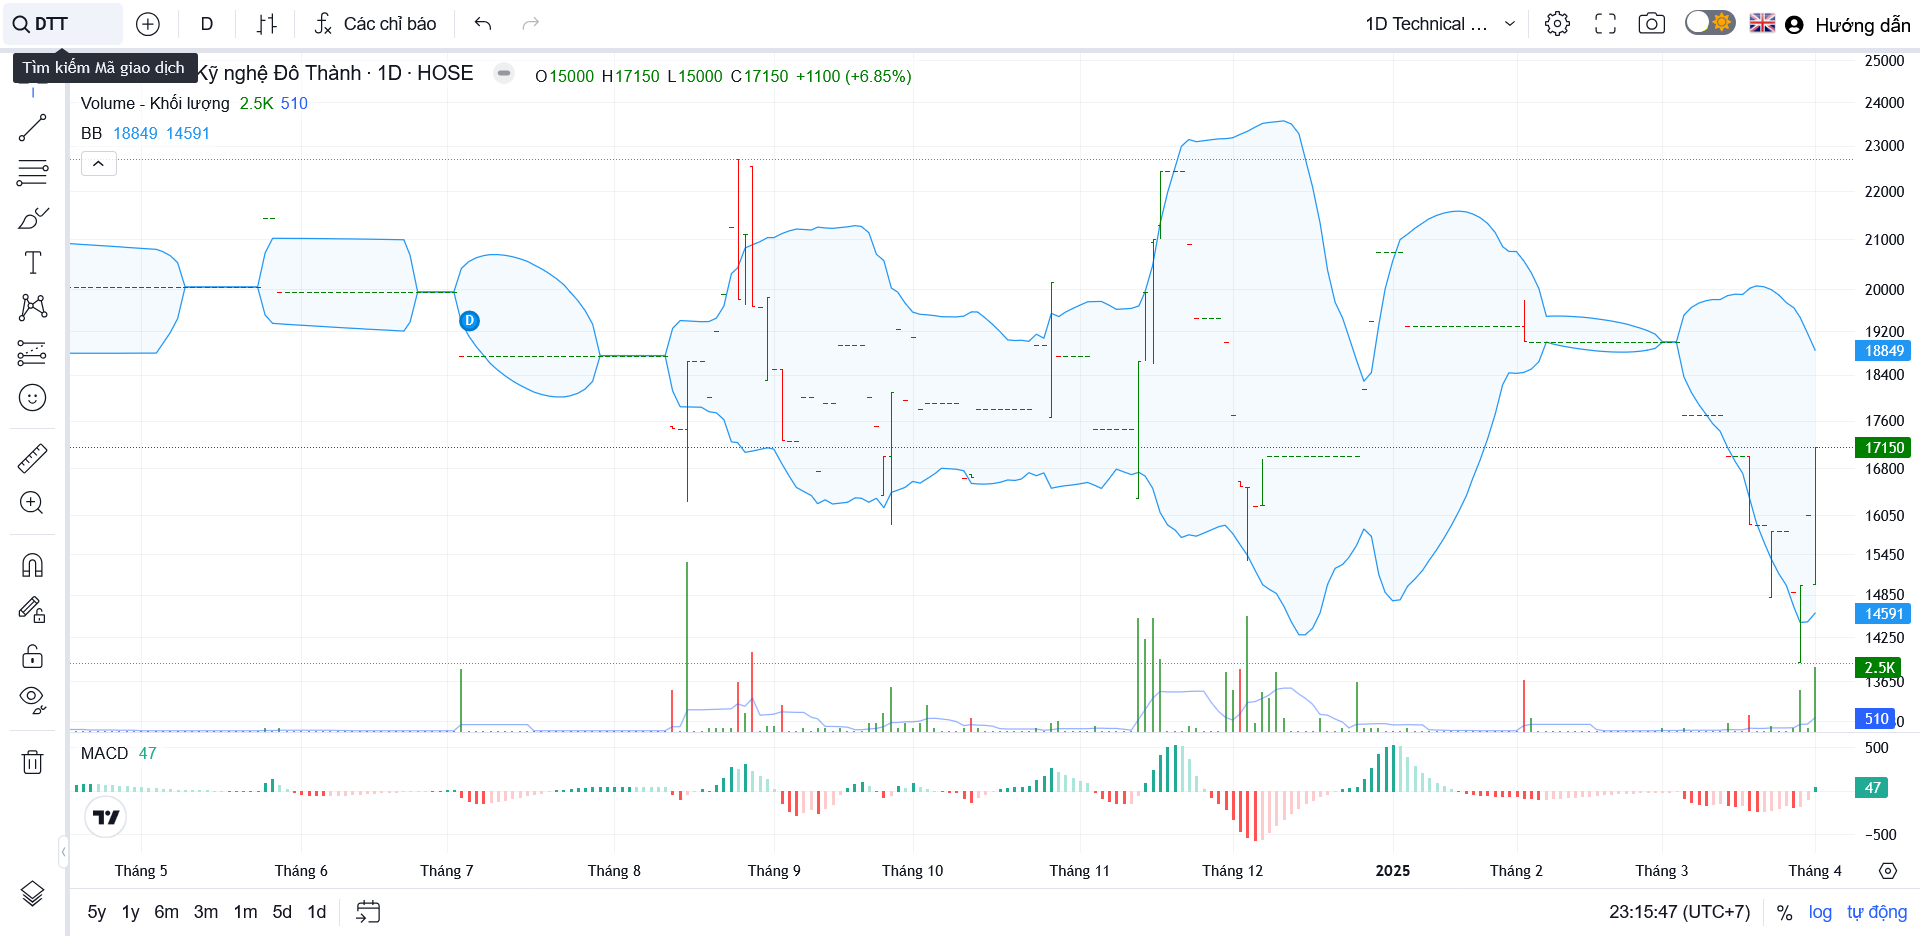 DTT
D
Các chỉ báo
1D Technical ...
Hướng dẫn
Tìm kiếm Mã giao dịch
Kỹ nghệ Đô Thành · 1D · HOSE
O15000 H17150 L15000 C17150 +1100 (+6.85%)
Volume - Khối lượng 2.5K 510
BB 18849 14591
D
25000
24000
23000
22000
21000
20000
19200
18849
18400
17600
17150
16800
16050
15450
14850
14591
14250
2.5K
13650
510
MACD 47
500
47
−500
Tháng 5 Tháng 6 Tháng 7 Tháng 8 Tháng 9 Tháng 10 Tháng 11 Tháng 12 2025 Tháng 2 Tháng 3 Tháng 4
5y 1y 6m 3m 1m 5d 1d
23:15:47 (UTC+7) % log tự động